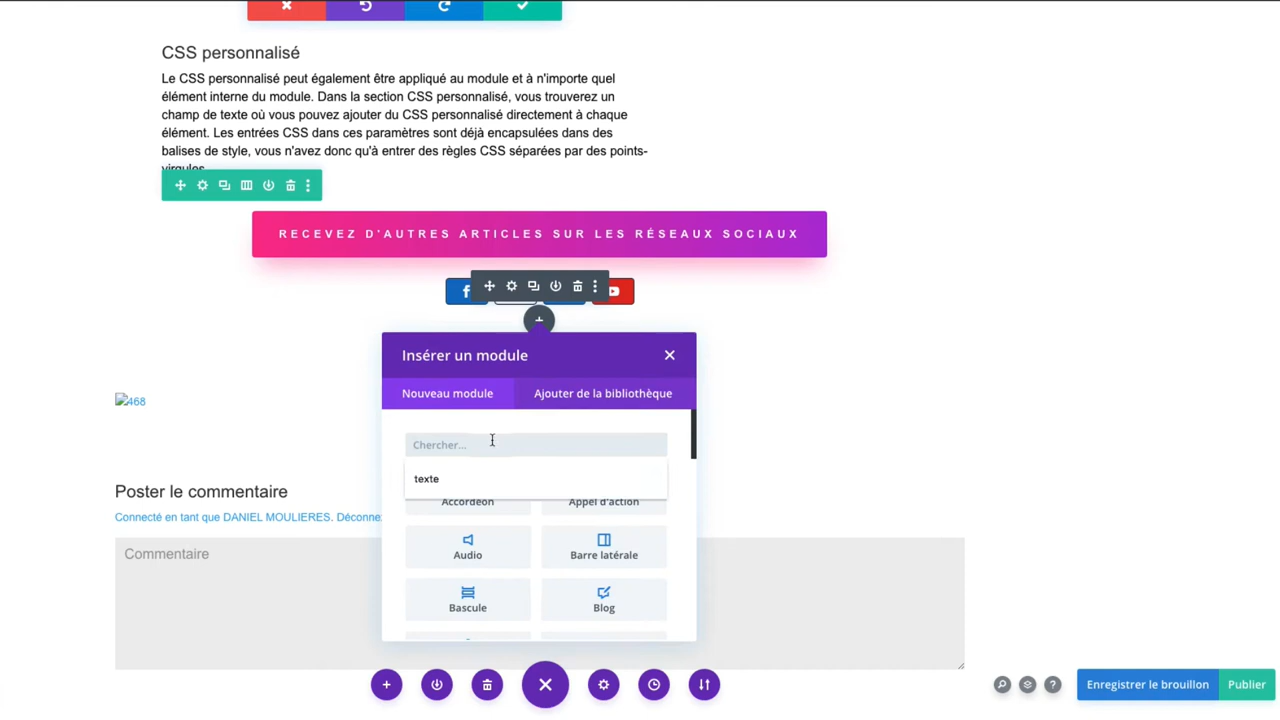 CSS personnalisé
Le CSS personnalisé peut également être appliqué au module et à n'importe quel
élément interne du module. Dans la section CSS personnalisé, vous trouverez un
champ de texte où vous pouvez ajouter du CSS personnalisé directement à chaque
élément. Les entrées CSS dans ces paramètres sont déjà encapsulées dans des
balises de style, vous n'avez donc qu'à entrer des règles CSS séparées par des points-
virgules.
RECEVEZ D'AUTRES ARTICLES SUR LES RÉSEAUX SOCIAUX
f
Insérer un module
Nouveau module
Ajouter de la bibliothèque
468
Chercher...
texte
Accordéon
Appel d'action
Audio
Barre latérale
Bascule
Blog
Poster le commentaire
Connecté en tant que DANIEL MOULIERES. Déconne
Commentaire
Enregistrer le brouillon
Publier